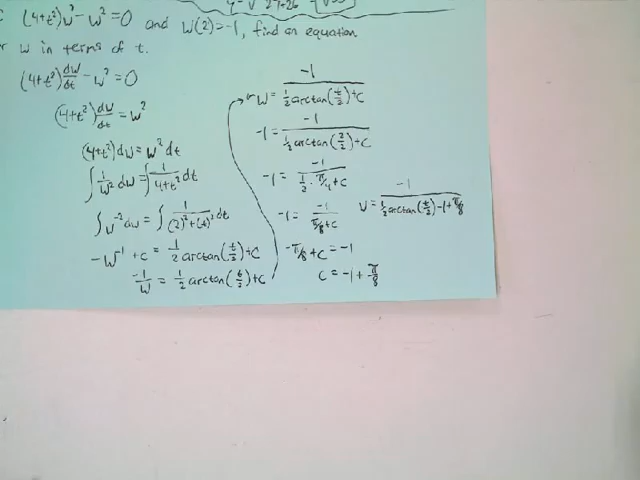 (4+t²)w' - w² = 0 and w(2) = -1, find an equation
w in terms of t.
(4+t²) dw/dt - w² = 0
(4+t²) dw/dt = w²
(4+t²) dw = w² dt
∫ 1/w² dw = ∫ 1/(4+t²) dt
∫ w⁻² dw = ∫ 1/((2)²+(t)²) dt
-w⁻¹ + c = 1/2 arctan(t/2) + c
-1/w = 1/2 arctan(t/2) + c
w = -1/(1/2 arctan(t/2) + c)
-1 = -1/(1/2 arctan(2/2) + c)
-1 = -1/(1/2 · π/4 + c)
-1 = -1/(π/8 + c)
-π/8 + c = -1
c = -1 + π/8
w = -1/(1/2 arctan(t/2) - 1 + π/8)